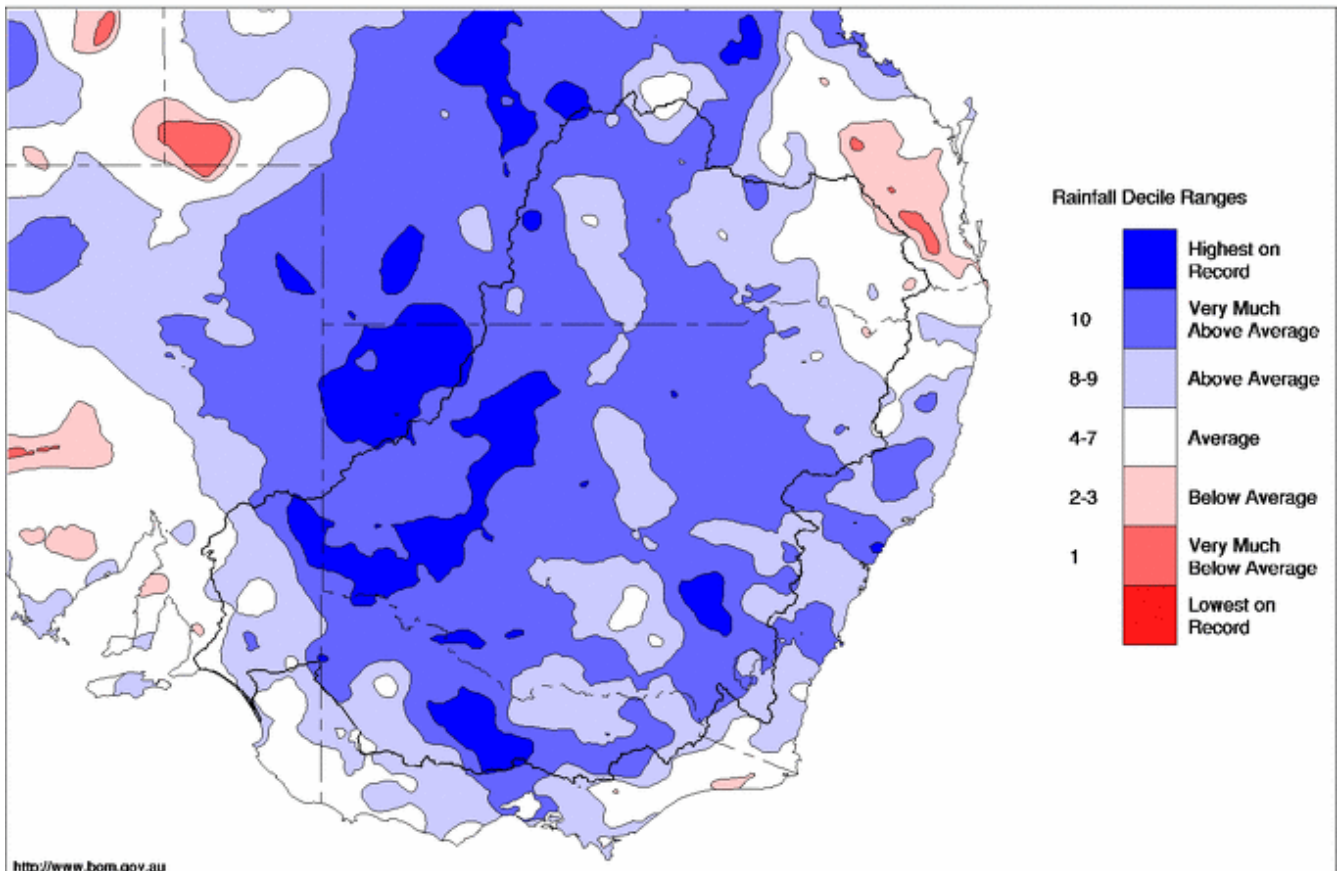 Rainfall Decile Ranges
Highest on
Record
10
Very Much
Above Average
8-9
Above Average
4-7
Average
2-3
Below Average
1
Very Much
Below Average
Lowest on
Record
http://www.bom.gov.au